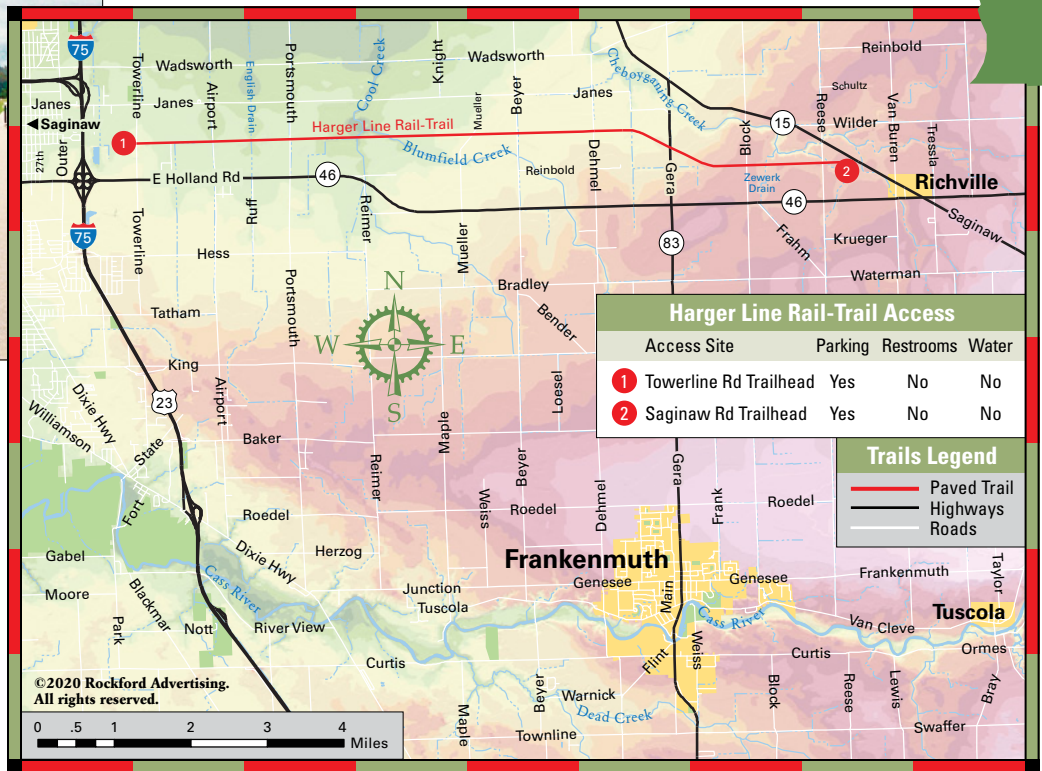 75
Towerline
Wadsworth
Airport
English Drain
Portsmouth
Cool Creek
Knight
Wadsworth
Mueller
Beyer
Janes
Cheboyganing Creek
Reinbold
Schultz
Reese
Wilder
Van Buren
Tressla
Block
15
Janes
Janes
Saginaw
1
Harger Line Rail-Trail
Blumfield Creek
Reinbold
Dehmel
Gera
Zewerk
Drain
2
Richville
27th
Outer
E Holland Rd
46
46
Saginaw
75
Towerline
Huff
Reimer
Mueller
83
Frahm
Krueger
Waterman
Hess
Portsmouth
Bradley
Bender
N
W
E
S
Tatham
King
Airport
23
Dixie Hwy
Williamson
State
Fort
Baker
Reimer
Maple
Loesel
Beyer
Weiss
Roedel
Dehmel
Gera
Frank
Roedel
Harger Line Rail-Trail Access
Access Site Parking Restrooms Water
1 Towerline Rd Trailhead Yes No No
2 Saginaw Rd Trailhead Yes No No
Trails Legend
Paved Trail
Highways
Roads
Roedel
Dixie Hwy
Herzog
Gabel
Moore
Blackmar
Park
Nott
Cass River
River View
Junction
Tuscola
Curtis
Frankenmuth
Genesee
Main
Genesee
Cass River
Frankenmuth
Taylor
Tuscola
Van Cleve
Ormes
Flint
Weiss
Curtis
Block
Reese
Lewis
Bray
Swaffer
Beyer
Warnick
Dead Creek
Maple
Townline
©2020 Rockford Advertising.
All rights reserved.
0 .5 1 2 3 4
Miles